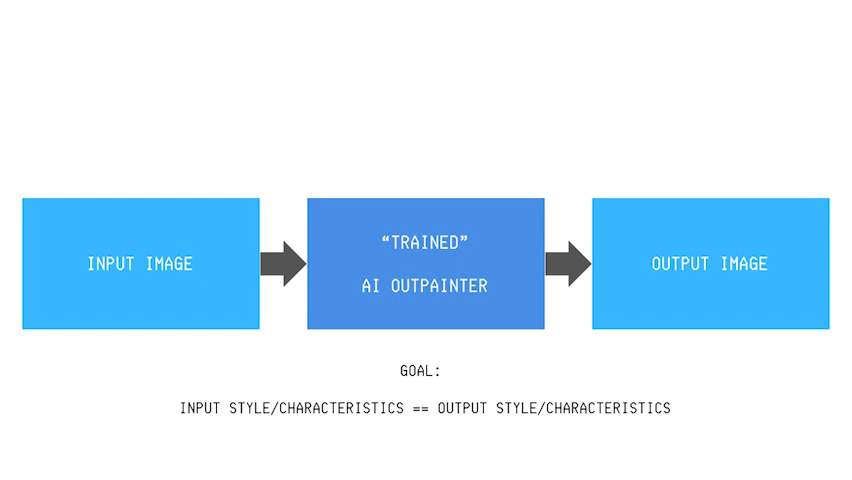 INPUT IMAGE
“TRAINED”
AI OUTPAINTER
OUTPUT IMAGE
GOAL:
INPUT STYLE/CHARACTERISTICS == OUTPUT STYLE/CHARACTERISTICS